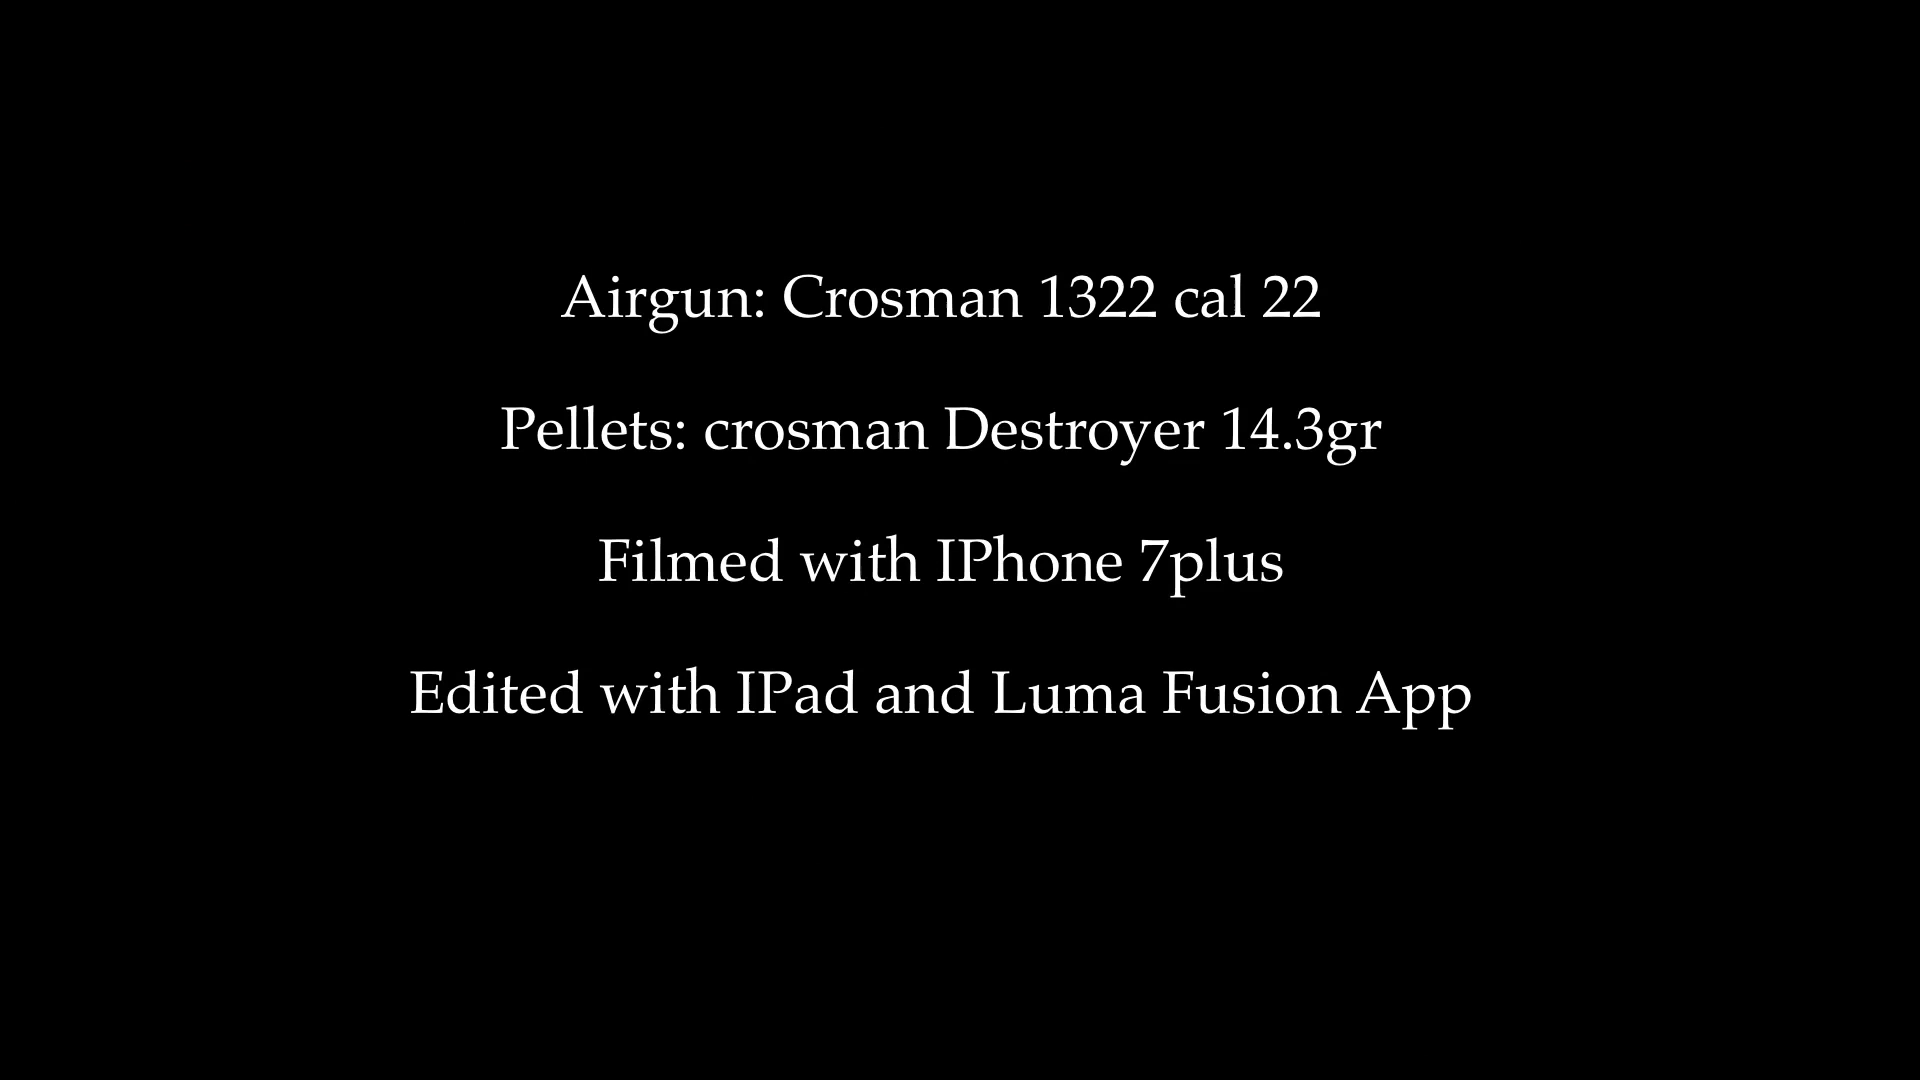 Airgun: Crosman 1322 cal 22
Pellets: crosman Destroyer 14.3gr
Filmed with IPhone 7plus
Edited with IPad and Luma Fusion App